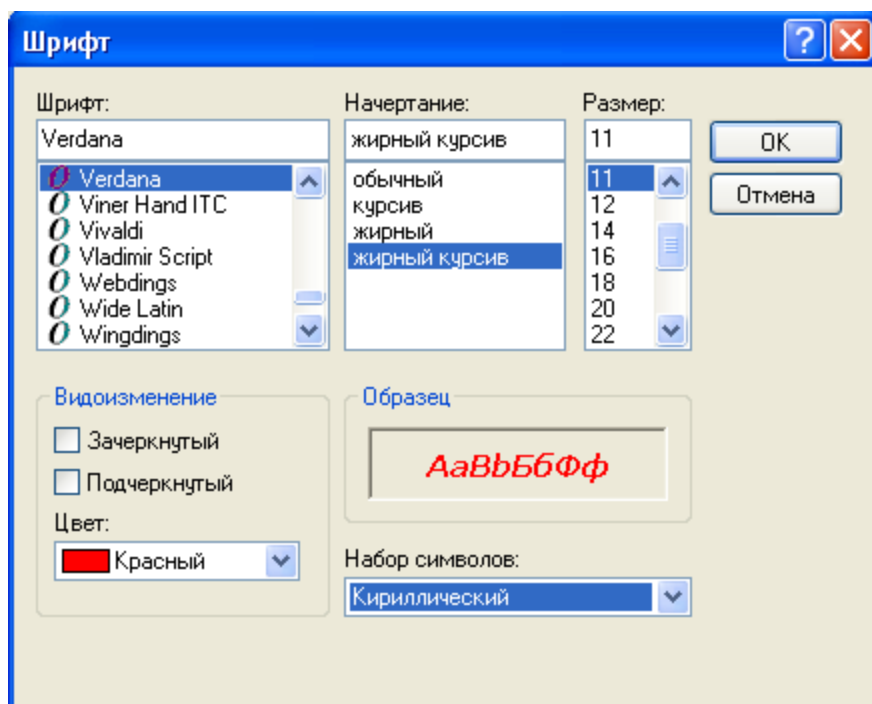 Шрифт
Шрифт:
Verdana
Verdana
Viner Hand ITC
Vivaldi
Vladimir Script
Webdings
Wide Latin
Wingdings
Начертание:
жирный курсив
обычный
курсив
жирный
жирный курсив
Размер:
11
11
12
14
16
18
20
22
OK
Отмена
Видоизменение
Зачеркнутый
Подчеркнутый
Цвет:
Красный
Образец
АаВbБбФф
Набор символов:
Кириллический